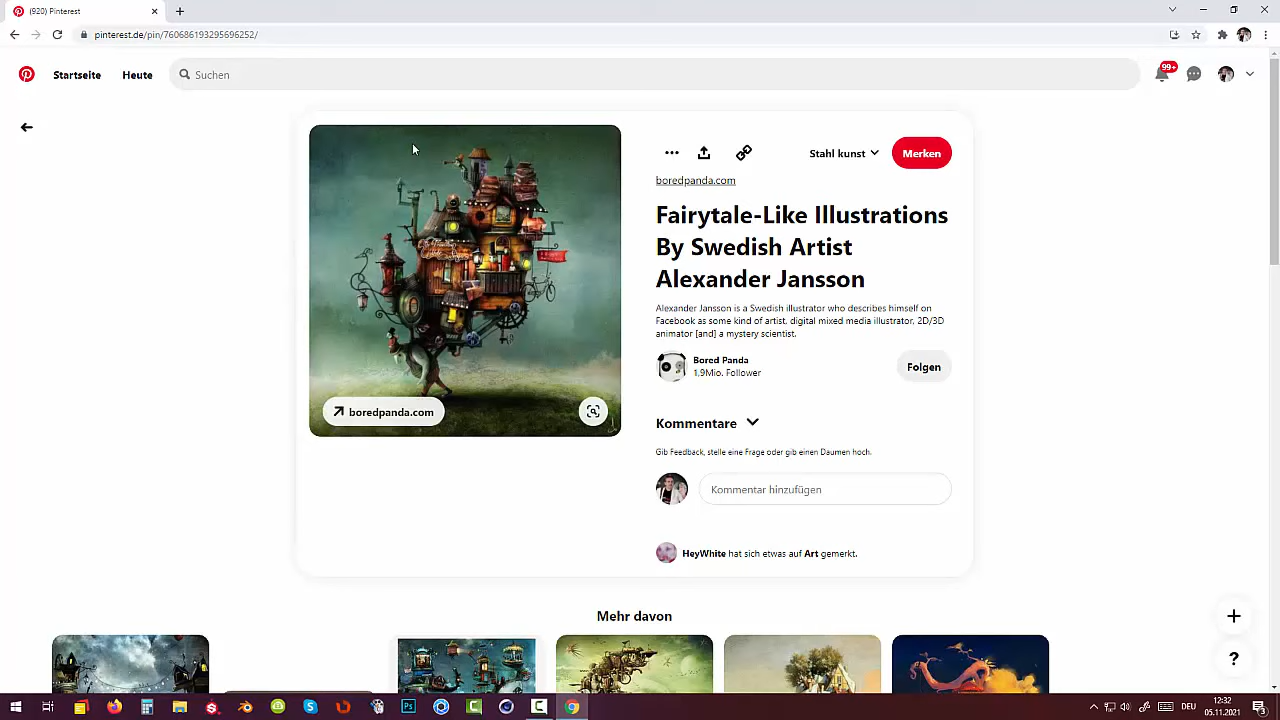 (920) Pinterest
pinterest.de/pin/760686193295696252/
Startseite
Heute
Suchen
99+
Stahl kunst
Merken
boredpanda.com
Fairytale-Like Illustrations
By Swedish Artist
Alexander Jansson
Alexander Jansson is a Swedish illustrator who describes himself on
Facebook as some kind of artist, digital mixed media illustrator, 2D/3D
animator [and] a mystery scientist.
Bored Panda
1,9Mio. Follower
Folgen
boredpanda.com
Kommentare
Gib Feedback, stelle eine Frage oder gib einen Daumen hoch.
Kommentar hinzufügen
HeyWhite hat sich etwas auf Art gemerkt.
Mehr davon
+
?
Ps
DEU
12:32
05.11.2021
3